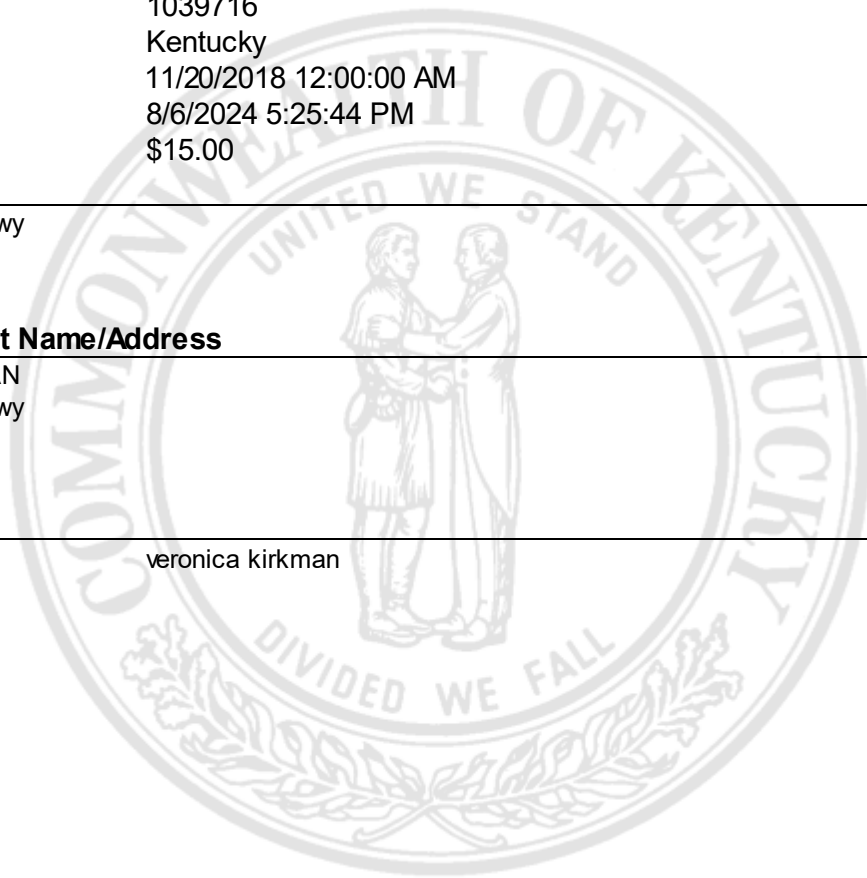 1039716
Kentucky
11/20/2018 12:00:00 AM
8/6/2024 5:25:44 PM
$15.00
wy
t Name/Address
AN
wy
veronica kirkman
COMMONWEALTH OF KENTUCKY
UNITED WE STAND
DIVIDED WE FALL